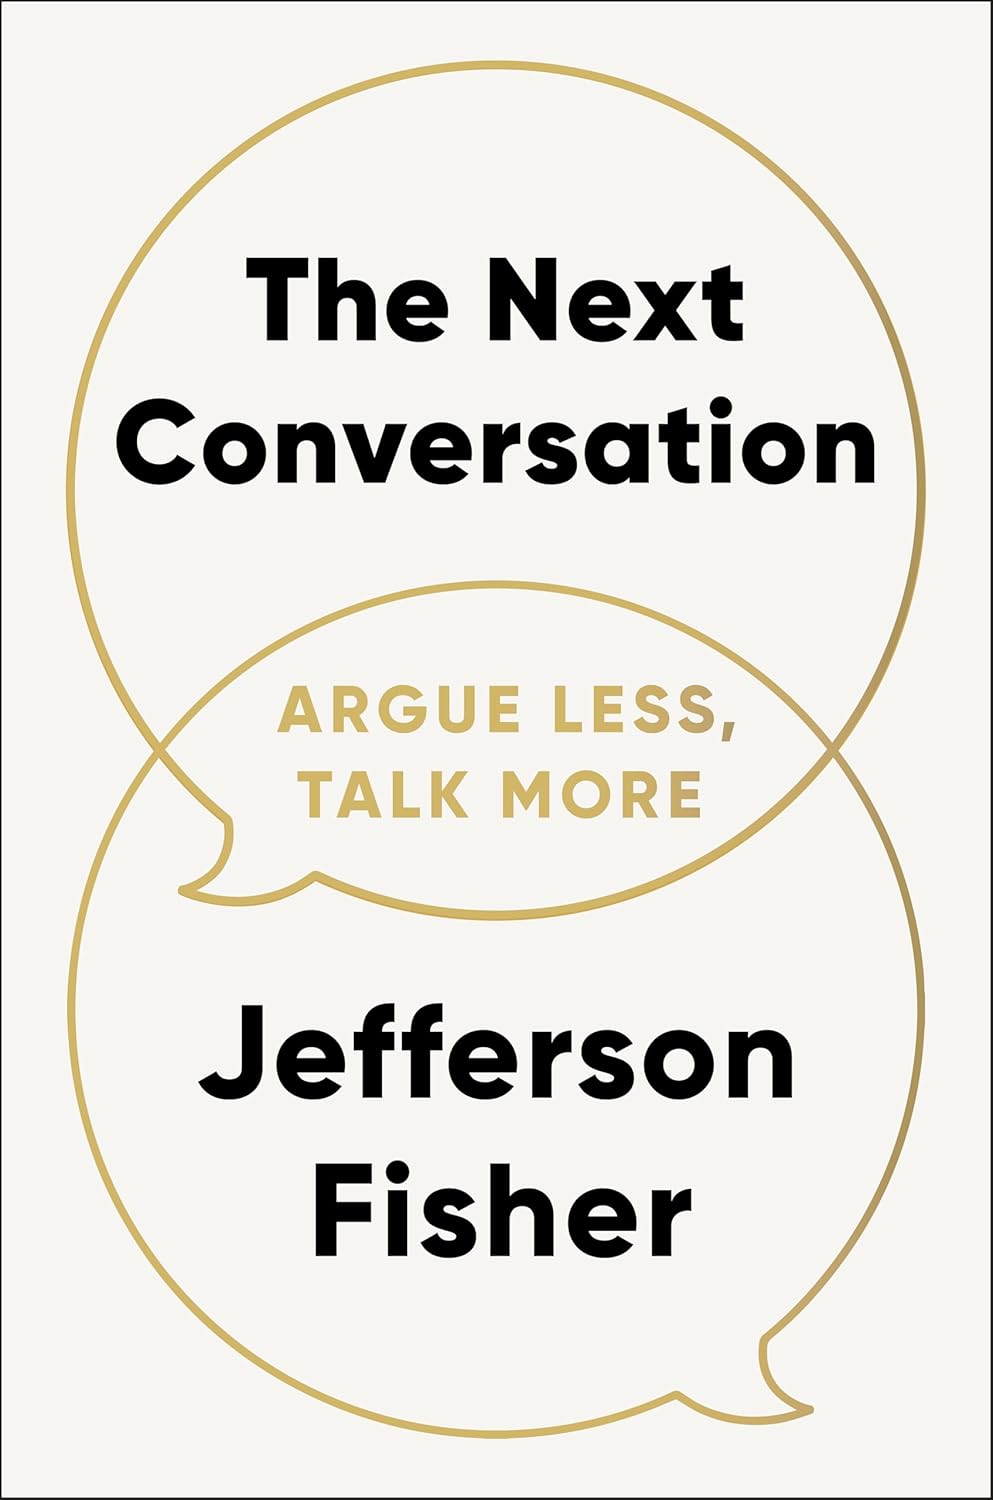 The Next
Conversation
ARGUE LESS,
TALK MORE
Jefferson
Fisher